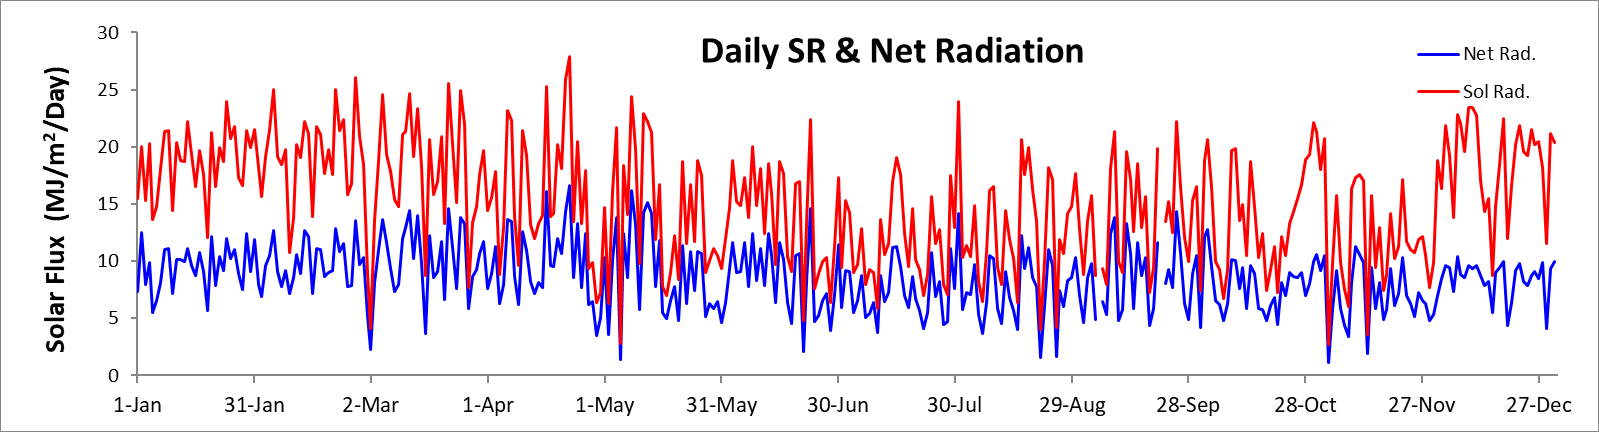 Daily SR & Net Radiation
Net Rad.
Sol Rad.
Solar Flux (MJ/m²/Day)
30
25
20
15
10
5
0
1-Jan 31-Jan 2-Mar 1-Apr 1-May 31-May 30-Jun 30-Jul 29-Aug 28-Sep 28-Oct 27-Nov 27-Dec